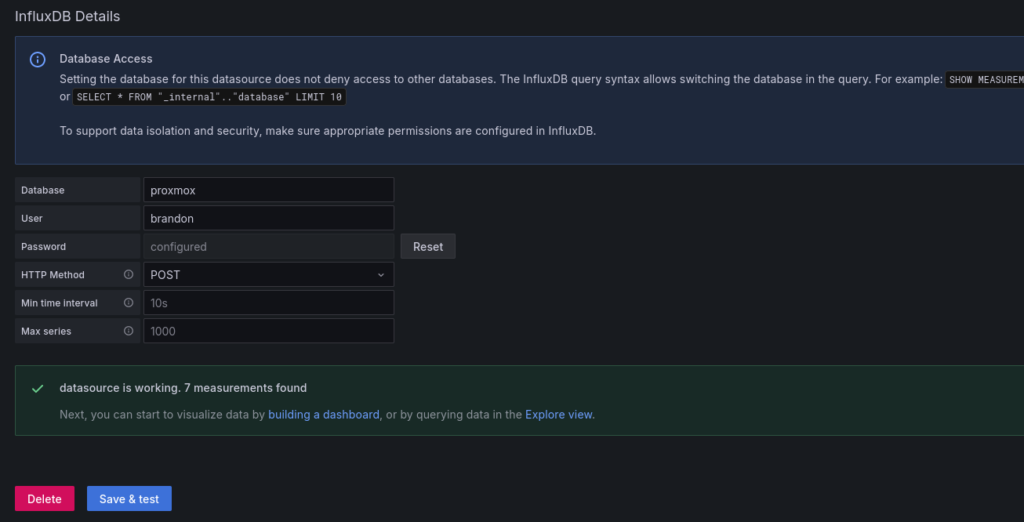 InfluxDB Details
Database Access
Setting the database for this datasource does not deny access to other databases. The InfluxDB query syntax allows switching the database in the query. For example: SHOW MEASUREM
or SELECT * FROM "_internal".."database" LIMIT 10
To support data isolation and security, make sure appropriate permissions are configured in InfluxDB.
Database proxmox
User brandon
Password configured Reset
HTTP Method POST
Min time interval 10s
Max series 1000
datasource is working. 7 measurements found
Next, you can start to visualize data by building a dashboard, or by querying data in the Explore view.
Delete Save & test